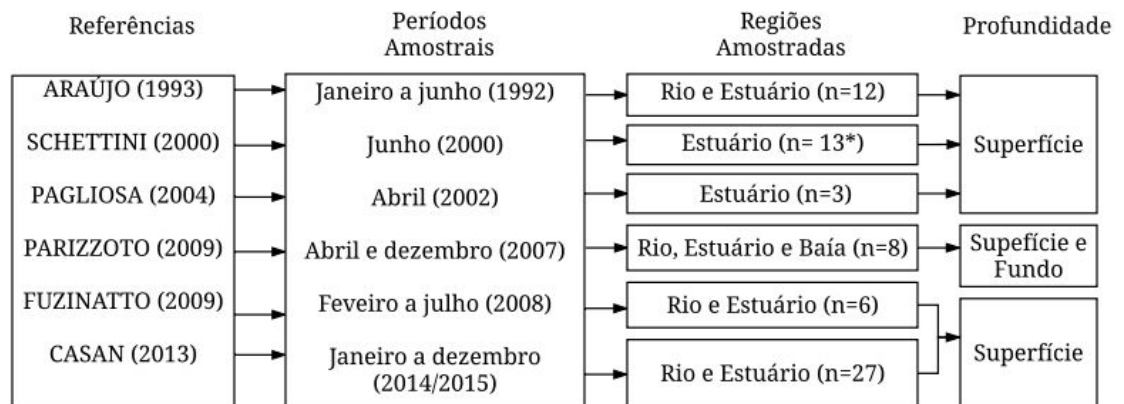 Referências
Períodos
Amostrais
Regiões
Amostradas
Profundidade
ARAÚJO (1993)
Janeiro a junho (1992)
Rio e Estuário (n=12)
SCHETTINI (2000)
Junho (2000)
Estuário (n= 13*)
Superfície
PAGLIOSA (2004)
Abril (2002)
Estuário (n=3)
PARIZZOTO (2009)
Abril e dezembro (2007)
Rio, Estuário e Baía (n=8)
Supefície e
Fundo
FUZINATTO (2009)
Feveiro a julho (2008)
Rio e Estuário (n=6)
CASAN (2013)
Janeiro a dezembro
(2014/2015)
Rio e Estuário (n=27)
Superfície